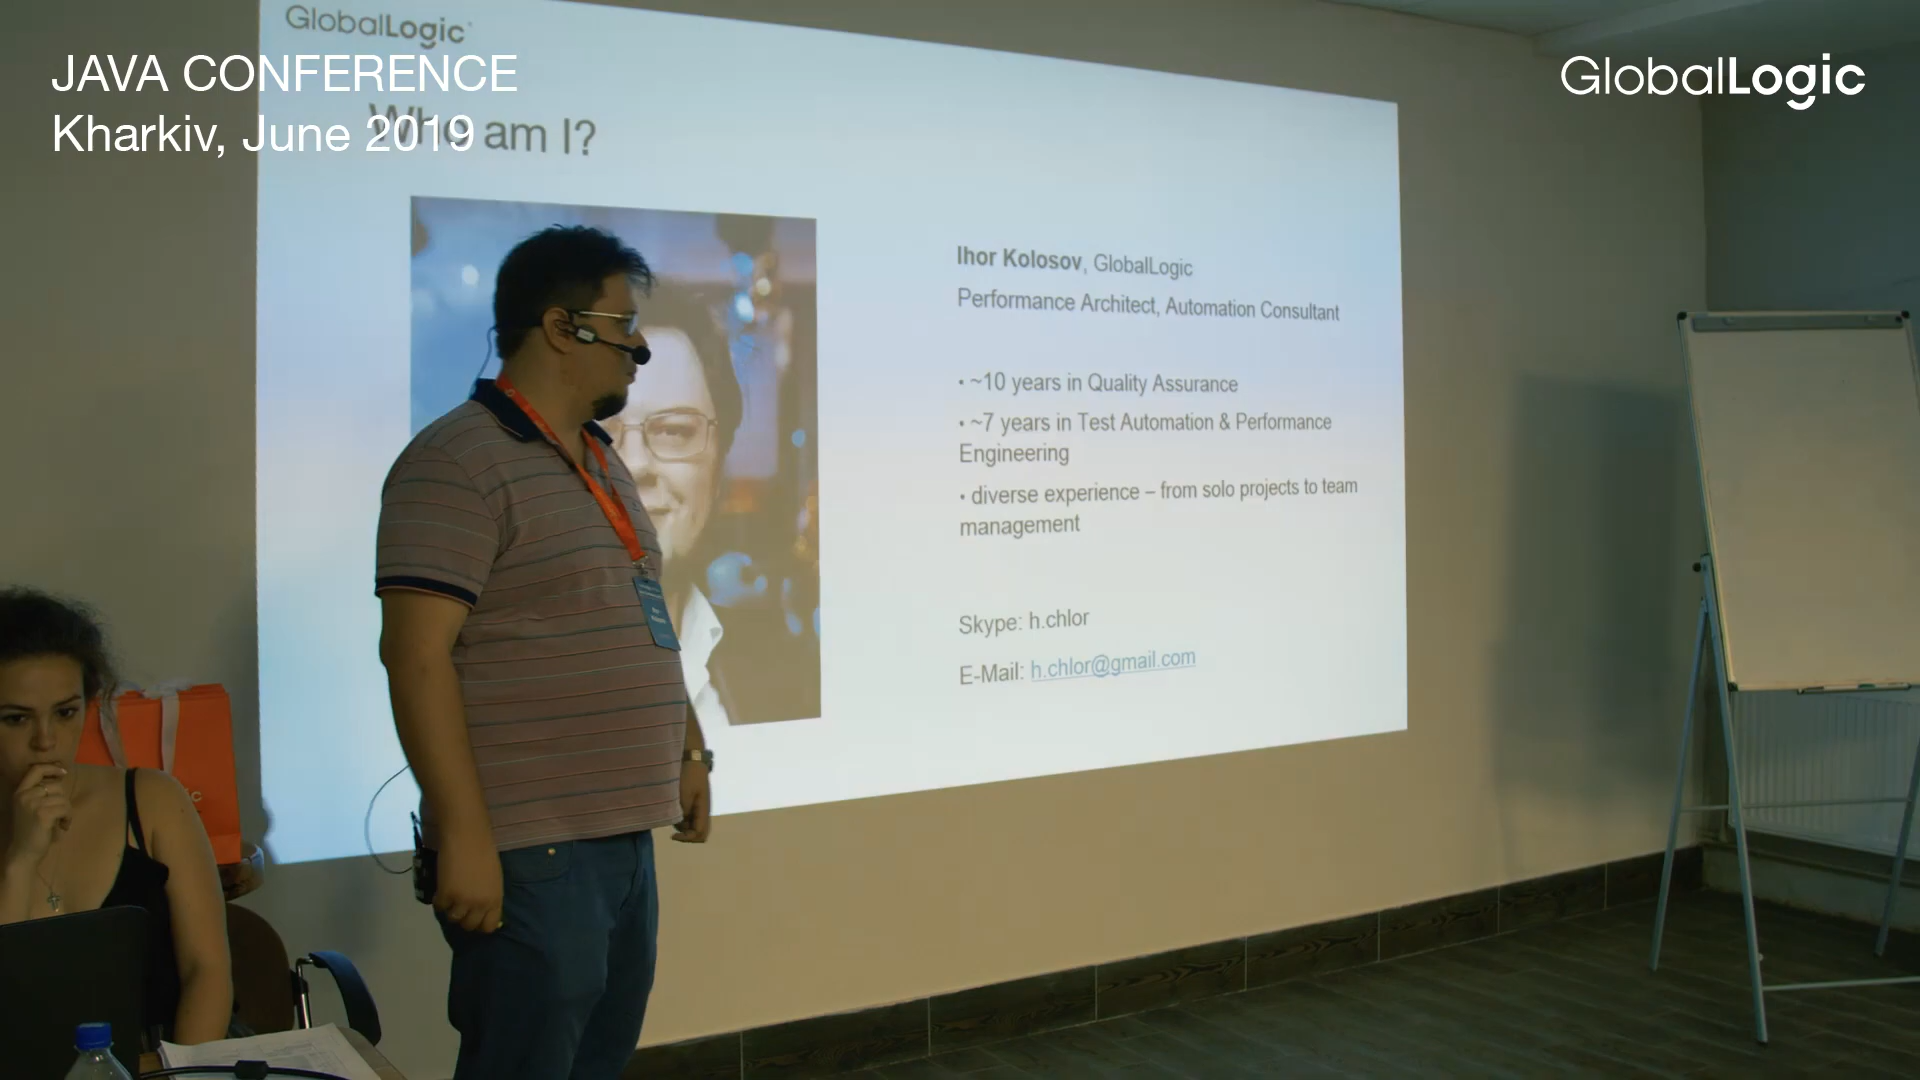 GlobalLogic
JAVA CONFERENCE
Kharkiv, June 2019
GlobalLogic
Who am I?
Ihor Kolosov, GlobalLogic
Performance Architect, Automation Consultant
• ~10 years in Quality Assurance
• ~7 years in Test Automation & Performance
Engineering
• diverse experience – from solo projects to team
management
Skype: h.chlor
E-Mail: h.chlor@gmail.com